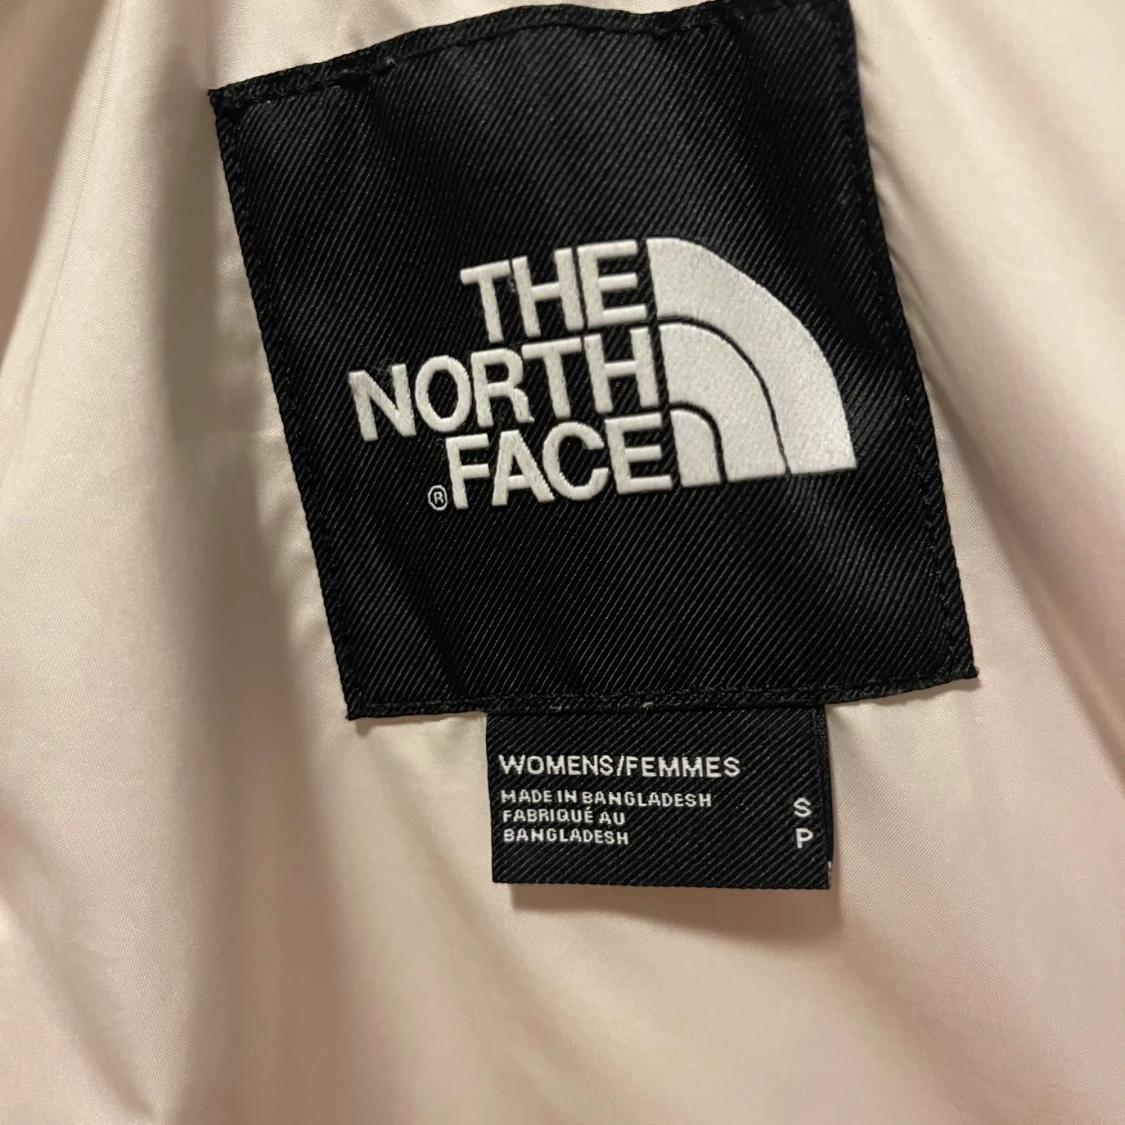 THE
NORTH
FACE
®
WOMENS/FEMMES
MADE IN BANGLADESH
FABRIQUÉ AU
BANGLADESH
S
P